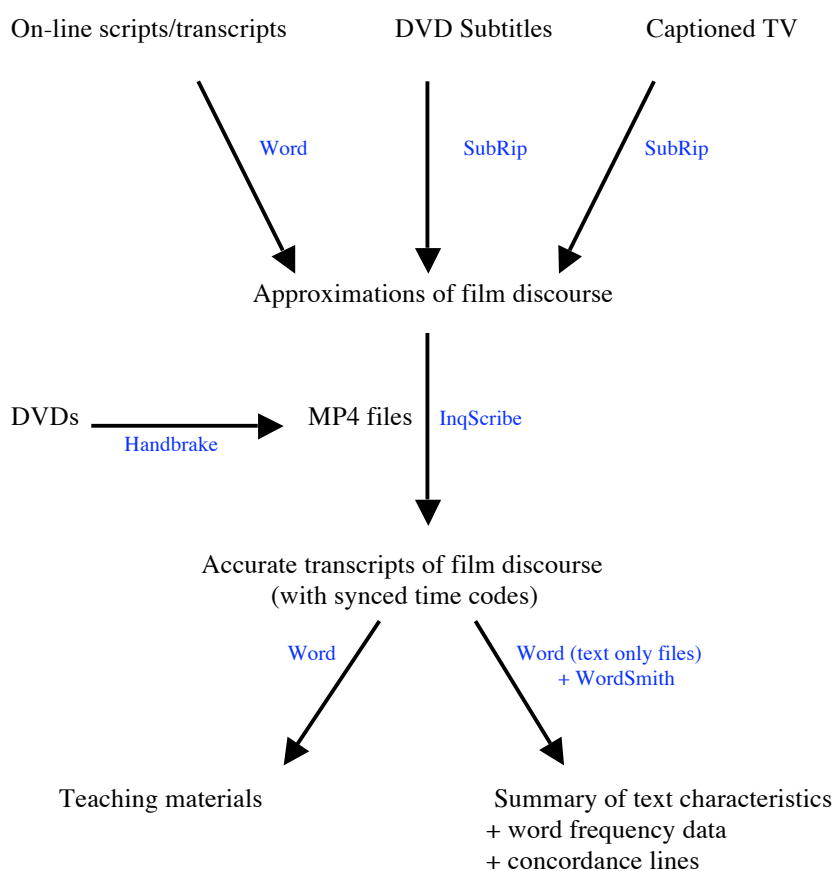 On-line scripts/transcripts
DVD Subtitles
Captioned TV
Word
SubRip
SubRip
Approximations of film discourse
DVDs
Handbrake
MP4 files
InqScribe
Accurate transcripts of film discourse
(with synced time codes)
Word
Word (text only files)
+ WordSmith
Teaching materials
Summary of text characteristics
+ word frequency data
+ concordance lines